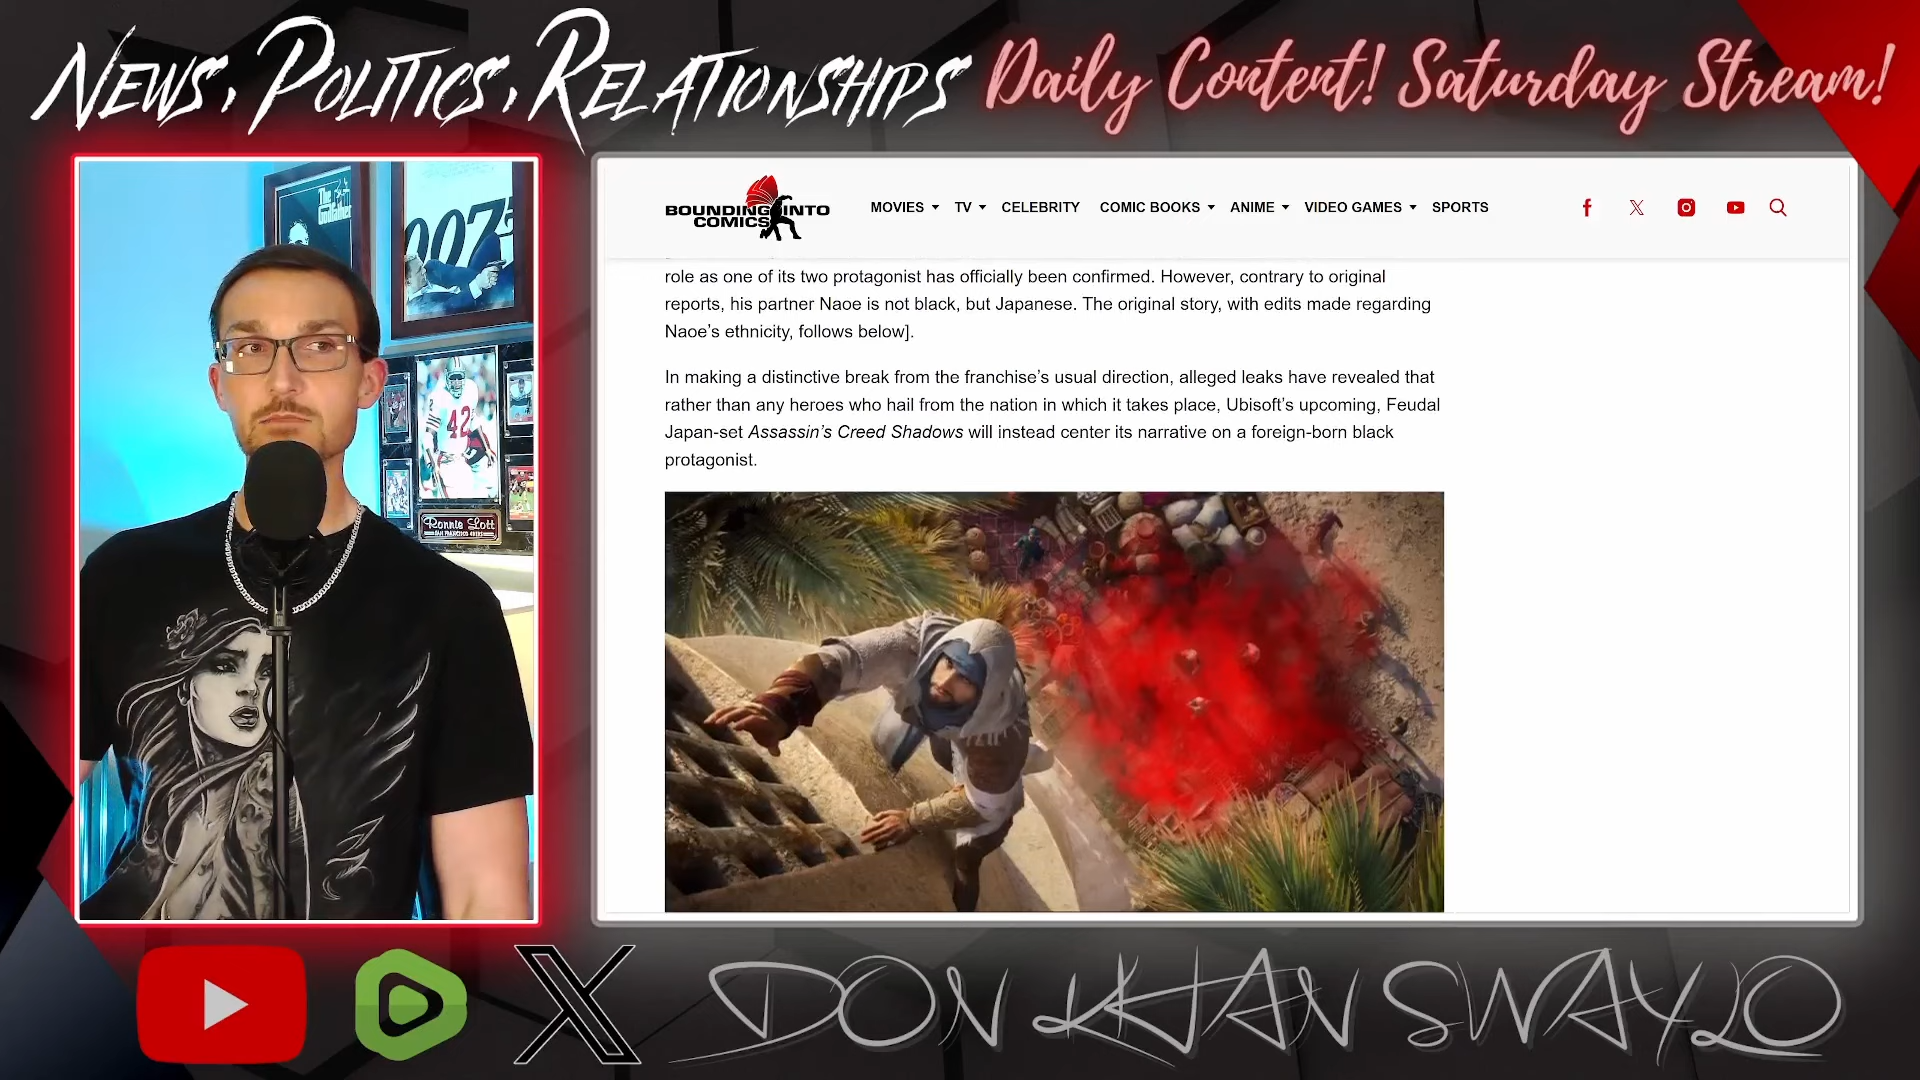 NEWS, POLITICS, RELATIONSHIPS Daily Content! Saturday Stream!
The Godfather
007
42
Ronnie Lott
SAN FRANCISCO 49ERS
BOUNDING INTO COMICS
MOVIES TV CELEBRITY COMIC BOOKS ANIME VIDEO GAMES SPORTS
role as one of its two protagonist has officially been confirmed. However, contrary to original
reports, his partner Naoe is not black, but Japanese. The original story, with edits made regarding
Naoe’s ethnicity, follows below].
In making a distinctive break from the franchise’s usual direction, alleged leaks have revealed that
rather than any heroes who hail from the nation in which it takes place, Ubisoft’s upcoming, Feudal
Japan-set Assassin’s Creed Shadows will instead center its narrative on a foreign-born black
protagonist.
DON KHAN SWAYLO